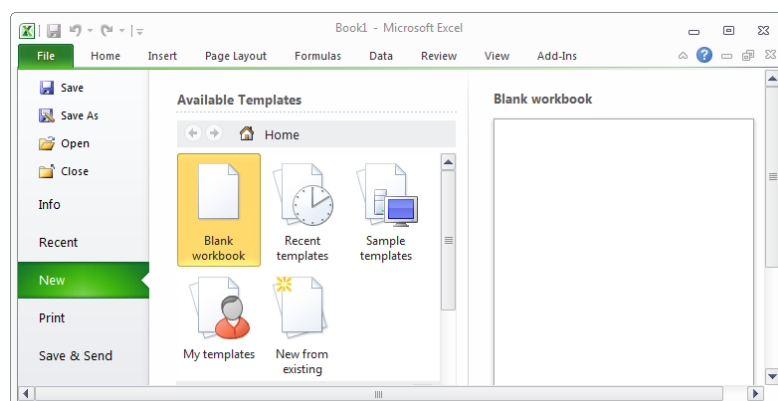 Book1 - Microsoft Excel
File Home Insert Page Layout Formulas Data Review View Add-Ins
Save
Save As
Open
Close
Info
Recent
New
Print
Save & Send
Available Templates
Home
Blank
workbook
Recent
templates
Sample
templates
My templates
New from
existing
Blank workbook